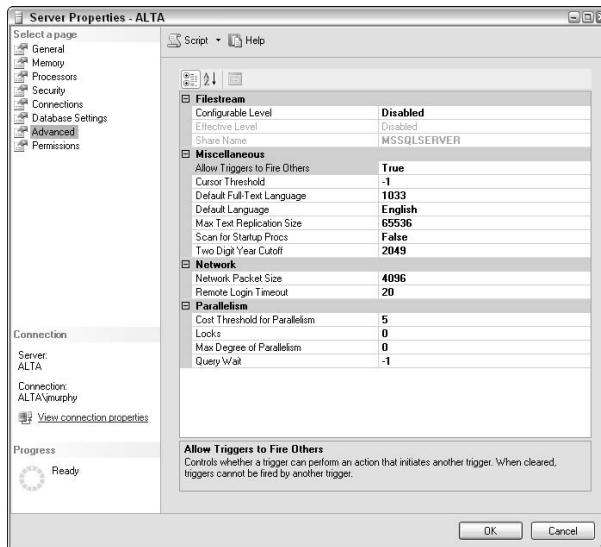 Server Properties - ALTA
Select a page
General
Memory
Processors
Security
Connections
Database Settings
Advanced
Permissions
Script Help
Filestream
Configurable Level Disabled
Effective Level Disabled
Share Name MSSQLSERVER
Miscellaneous
Allow Triggers to Fire Others True
Cursor Threshold -1
Default Full-Text Language 1033
Default Language English
Max Text Replication Size 65536
Scan for Startup Procs False
Two Digit Year Cutoff 2049
Network
Network Packet Size 4096
Remote Login Timeout 20
Parallelism
Cost Threshold for Parallelism 5
Locks 0
Max Degree of Parallelism 0
Query Wait -1
Connection
Server:
ALTA
Connection:
ALTA\jmurphy
View connection properties
Progress
Ready
Allow Triggers to Fire Others
Controls whether a trigger can perform an action that initiates another trigger. When cleared,
triggers cannot be fired by another trigger.
OK Cancel